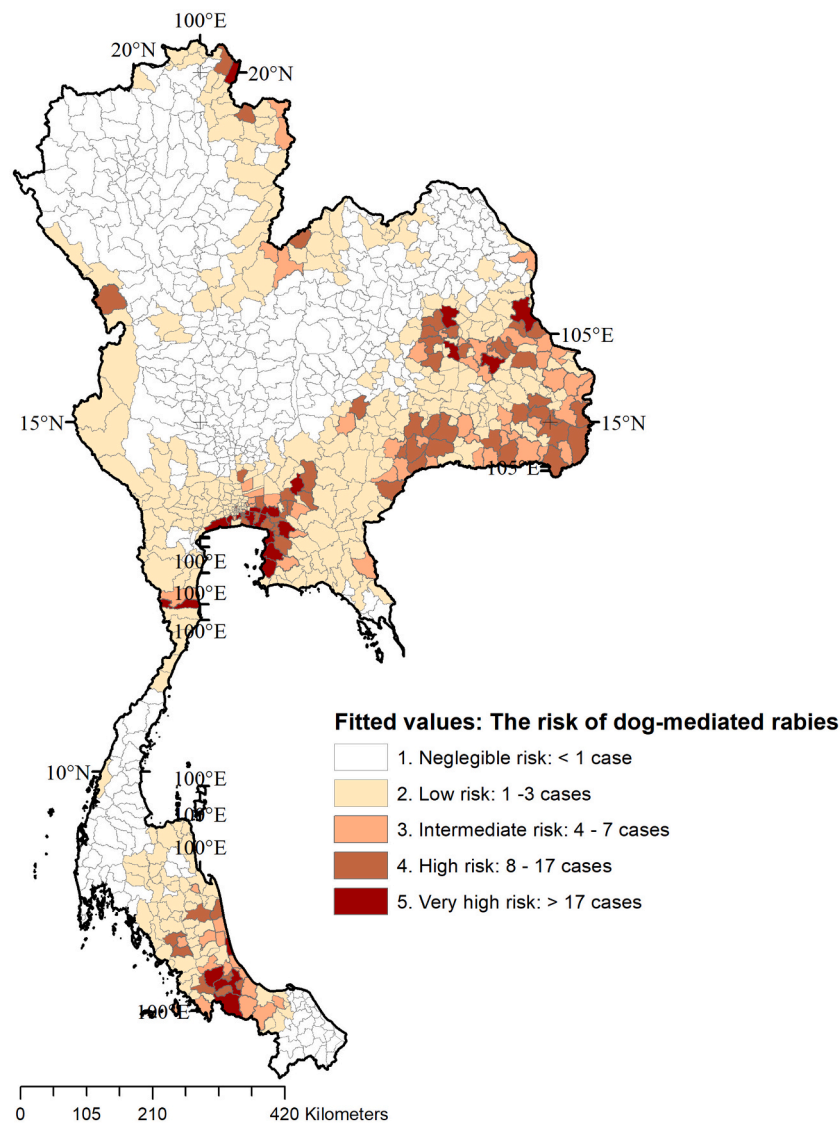 100°E
20°N
20°N
105°E
15°N
15°N
105°E
100°E
100°E
100°E
Fitted values: The risk of dog-mediated rabies
1. Neglegible risk: < 1 case
10°N
100°E
2. Low risk: 1 -3 cases
100°E
3. Intermediate risk: 4 - 7 cases
100°E
4. High risk: 8 - 17 cases
5. Very high risk: > 17 cases
100°E
0 105 210 420 Kilometers